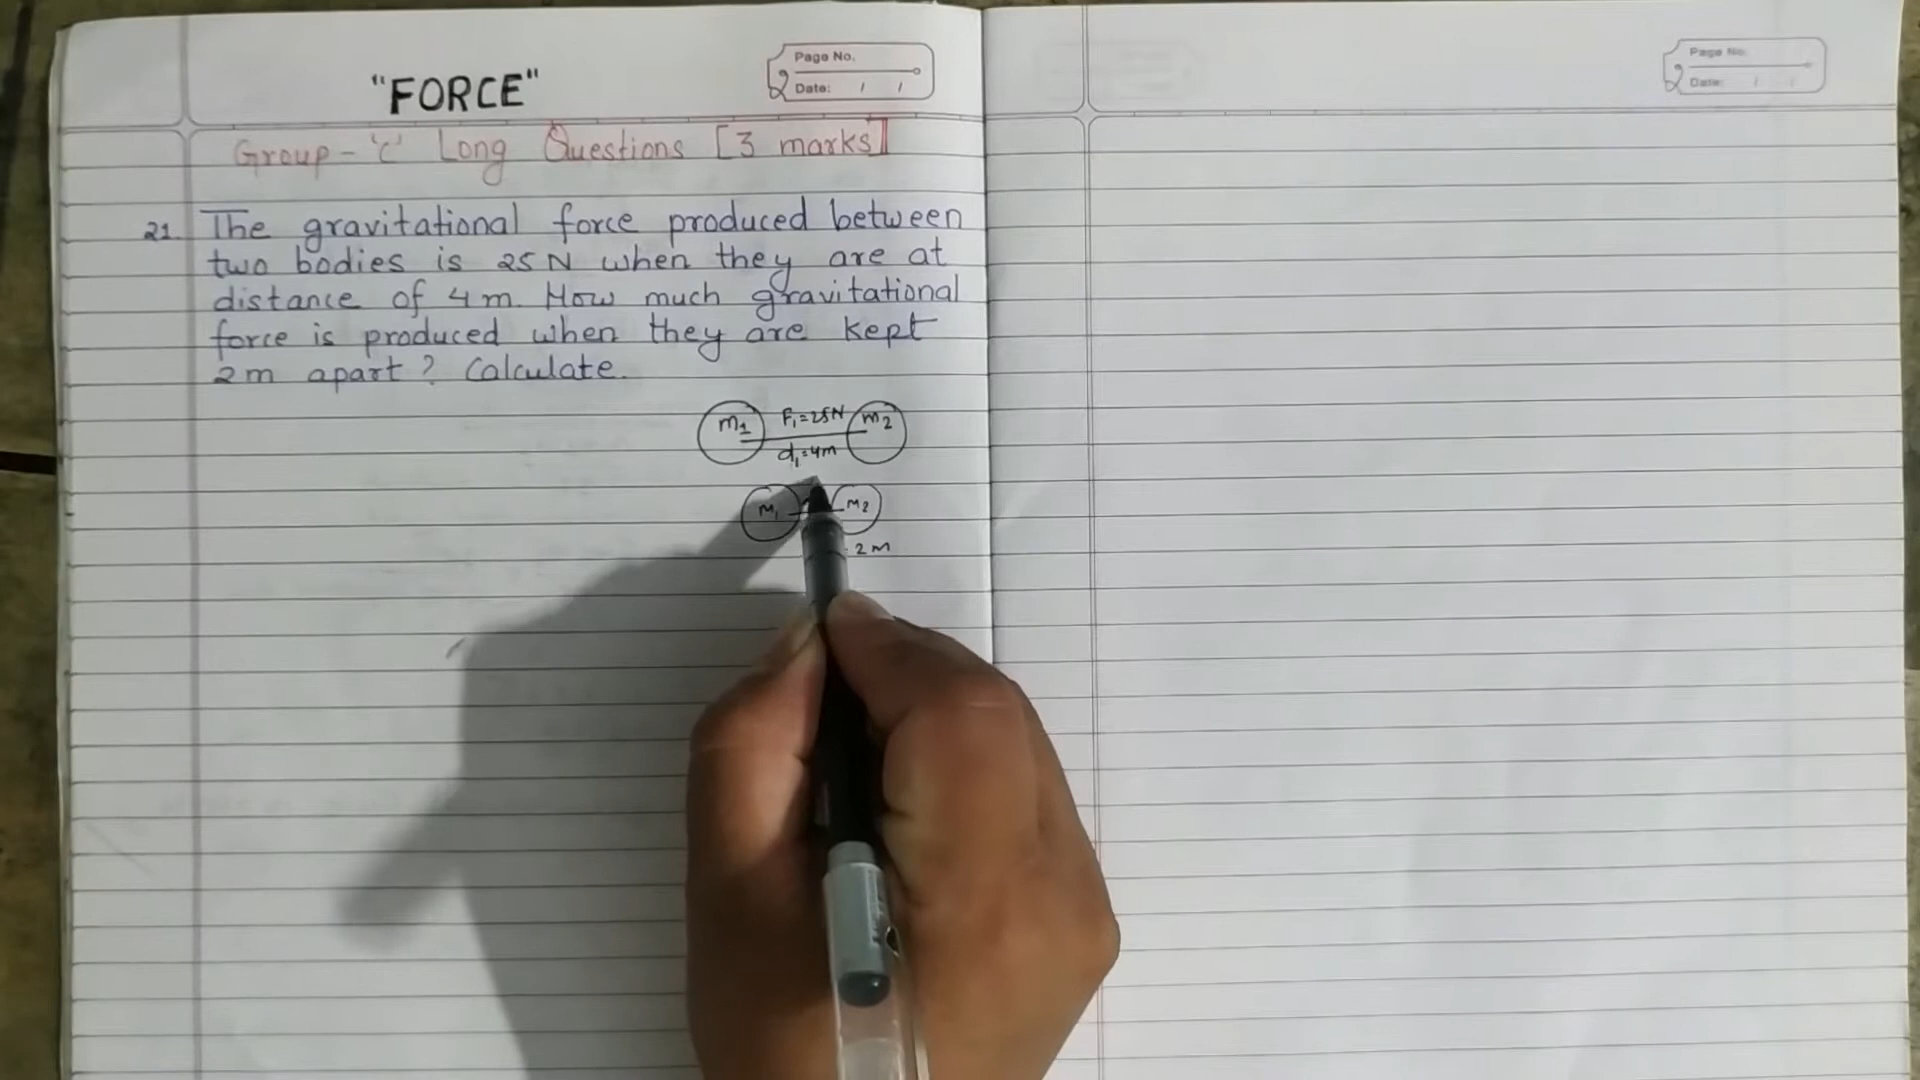 Page No.
Date: / /
"FORCE"
Group-'c' Long Questions [3 marks]
21. The gravitational force produced between
two bodies is 25 N when they are at
distance of 4 m. How much gravitational
force is produced when they are kept
2m apart? Calculate.
m1 F1=25N m2
d1=4m
M1 M2
2m
Page No.
Date: / /